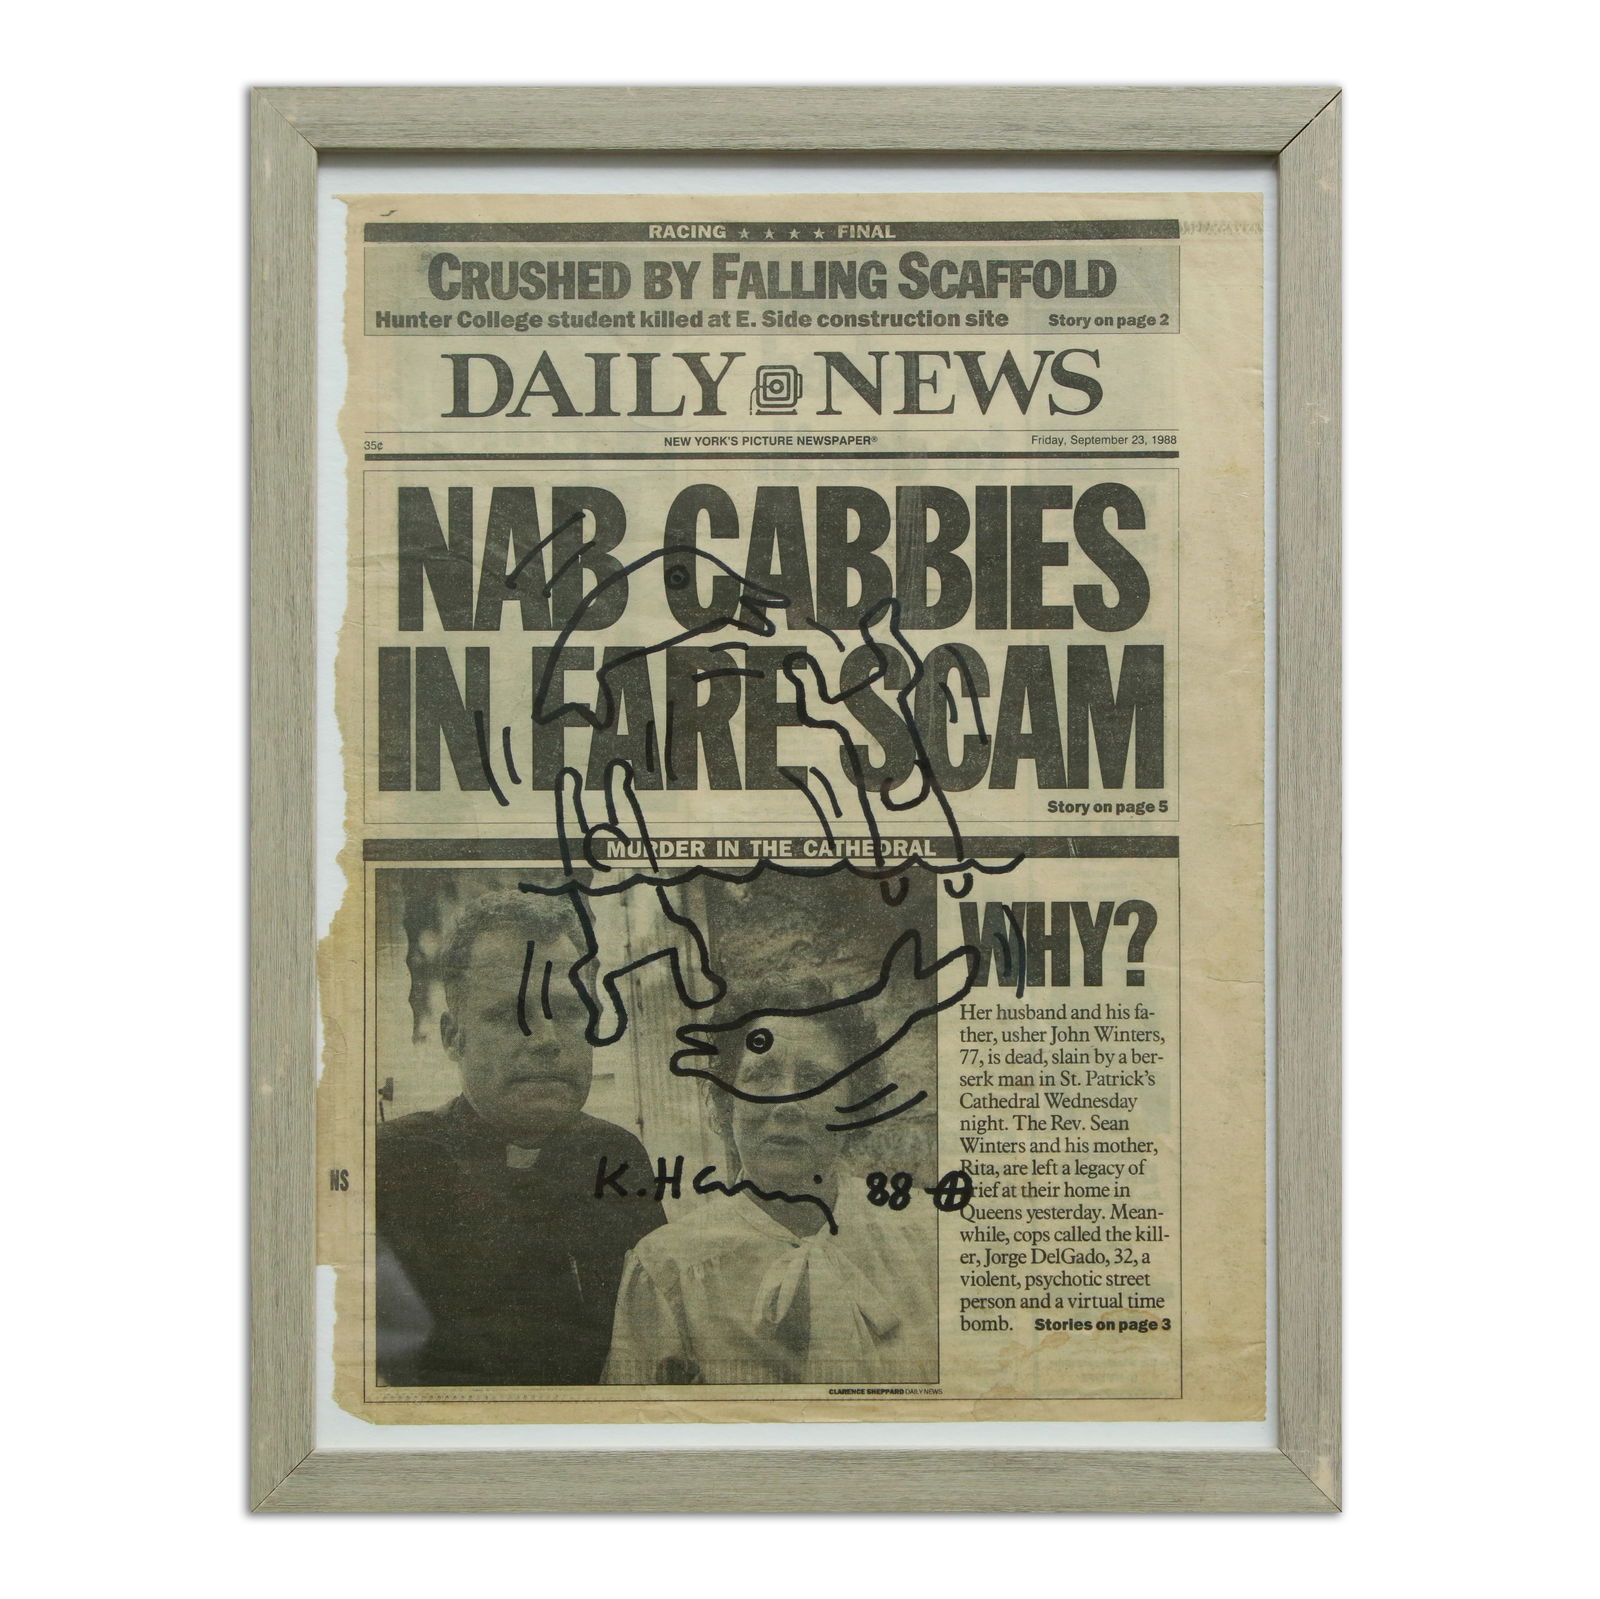 RACING ★ ★ ★ ★ FINAL
CRUSHED BY FALLING SCAFFOLD
Hunter College student killed at E. Side construction site Story on page 2
DAILY NEWS
35¢ NEW YORK'S PICTURE NEWSPAPER® Friday, September 23, 1988
NAB CABBIES
IN FARE SCAM
Story on page 5
MURDER IN THE CATHEDRAL
WHY?
Her husband and his fa-
ther, usher John Winters,
77, is dead, slain by a ber-
serk man in St. Patrick's
Cathedral Wednesday
night. The Rev. Sean
Winters and his mother,
Rita, are left a legacy of
grief at their home in
Queens yesterday. Mean-
while, cops called the kill-
er, Jorge DelGado, 32, a
violent, psychotic street
person and a virtual time
bomb. Stories on page 3
K. Haring 88
NS
CLARENCE SHEPPARD DAILY NEWS